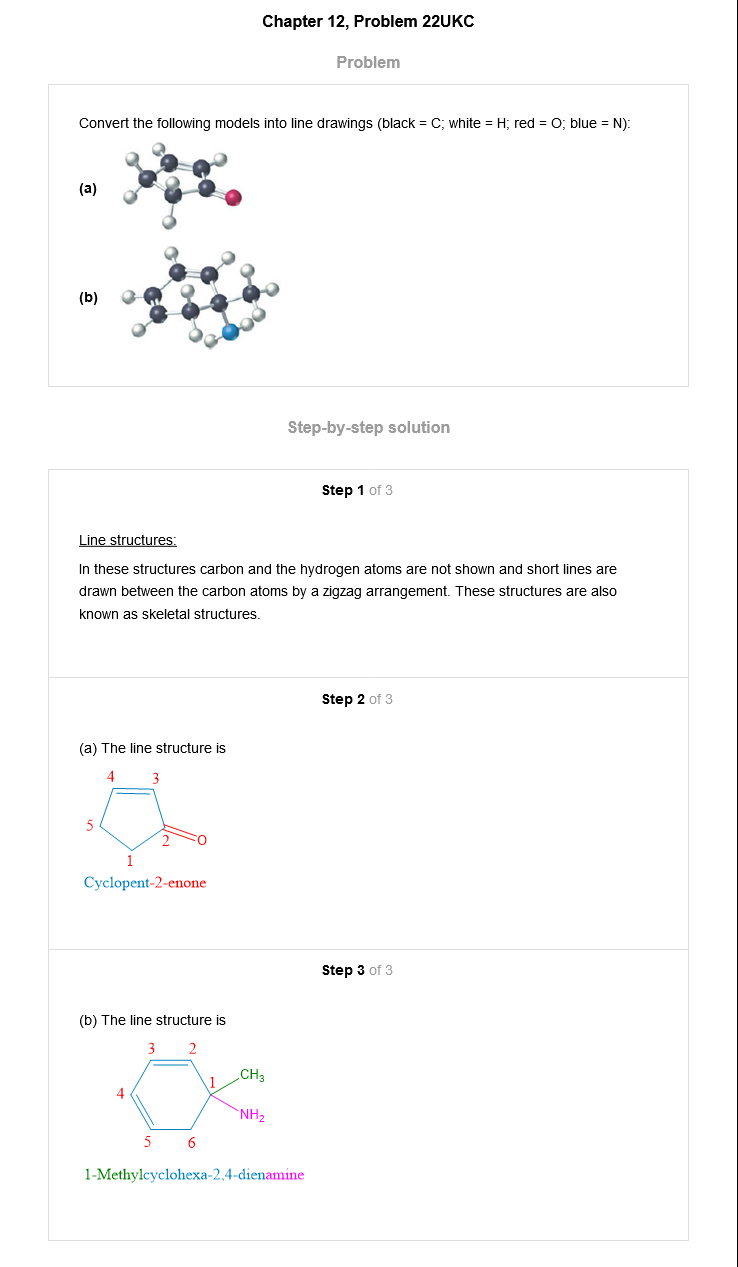 Chapter 12, Problem 22UKC
Problem
Convert the following models into line drawings (black = C; white = H; red = O; blue = N):
(a)
(b)
Step-by-step solution
Step 1 of 3
Line structures:
In these structures carbon and the hydrogen atoms are not shown and short lines are
drawn between the carbon atoms by a zigzag arrangement. These structures are also
known as skeletal structures.
Step 2 of 3
(a) The line structure is
4 3
5
2 O
1
Cyclopent-2-enone
Step 3 of 3
(b) The line structure is
3 2
1 CH₃
4
NH₂
5 6
1-Methylcyclohexa-2,4-dienamine